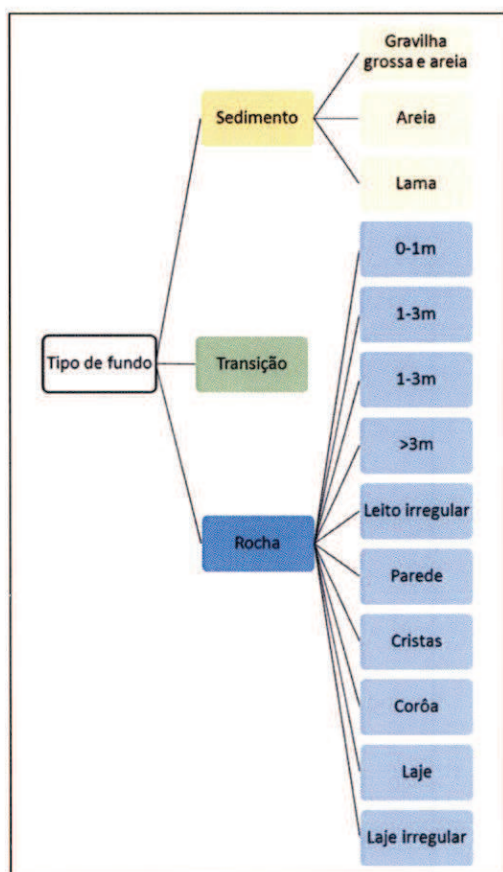 Gravilha
grossa e areia
Sedimento
Areia
Lama
0-1m
1-3m
Tipo de fundo
Transição
1-3m
>3m
Leito irregular
Rocha
Parede
Cristas
Corôa
Laje
Laje irregular